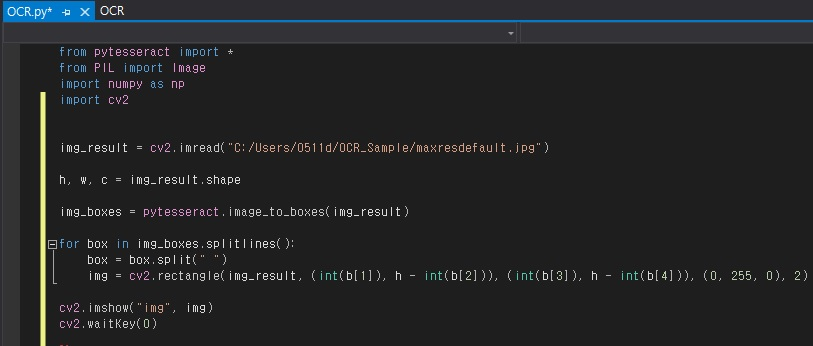 OCR.py* OCR
from pytesseract import *
from PIL import Image
import numpy as np
import cv2
img_result = cv2.imread("C:/Users/0511d/OCR_Sample/maxresdefault.jpg")
h, w, c = img_result.shape
img_boxes = pytesseract.image_to_boxes(img_result)
for box in img_boxes.splitlines():
    box = box.split(" ")
    img = cv2.rectangle(img_result, (int(b[1]), h - int(b[2])), (int(b[3]), h - int(b[4])), (0, 255, 0), 2)
cv2.imshow("img", img)
cv2.waitKey(0)